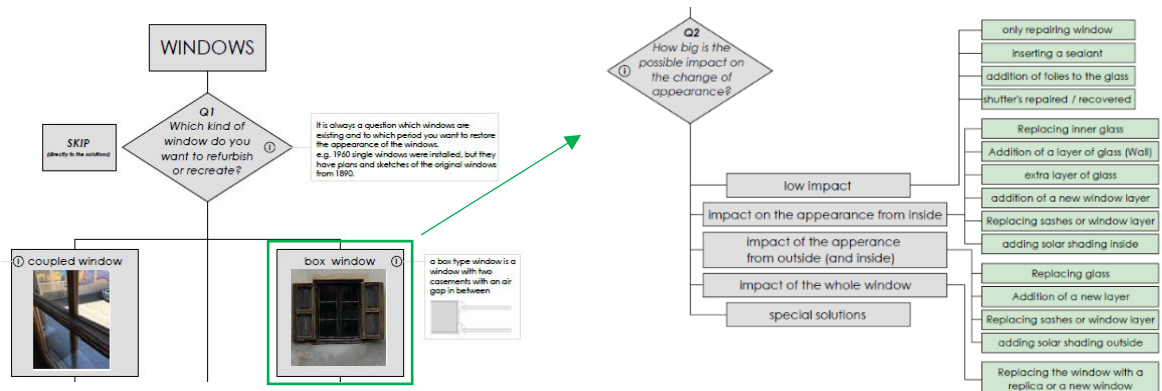 WINDOWS
Q1
Which kind of
window do you
want to refurbish
or recreate?
SKIP
(directly to the solutions)
It is always a question which windows are
existing and to which period you want to restore
the appearance of the windows.
e.g. 1960 single windows were installed, but they
have plans and sketches of the original windows
from 1890.
coupled window
box window
a box type window is a
window with two
casements with an air
gap in between
Q2
How big is the
possible impact on
the change of
appearance?
low impact
impact on the appearance from inside
impact of the apperance
from outside (and inside)
impact of the whole window
special solutions
only repairing window
inserting a sealant
addition of folies to the glass
shutter's repaired / recovered
Replacing inner glass
Addition of a layer of glass (Wall)
extra layer of glass
addition of a new window layer
Replacing sashes or window layer
adding solar shading inside
Replacing glass
Addition of a new layer
Replacing sashes or window layer
adding solar shading outside
Replacing the window with a
replica or a new window